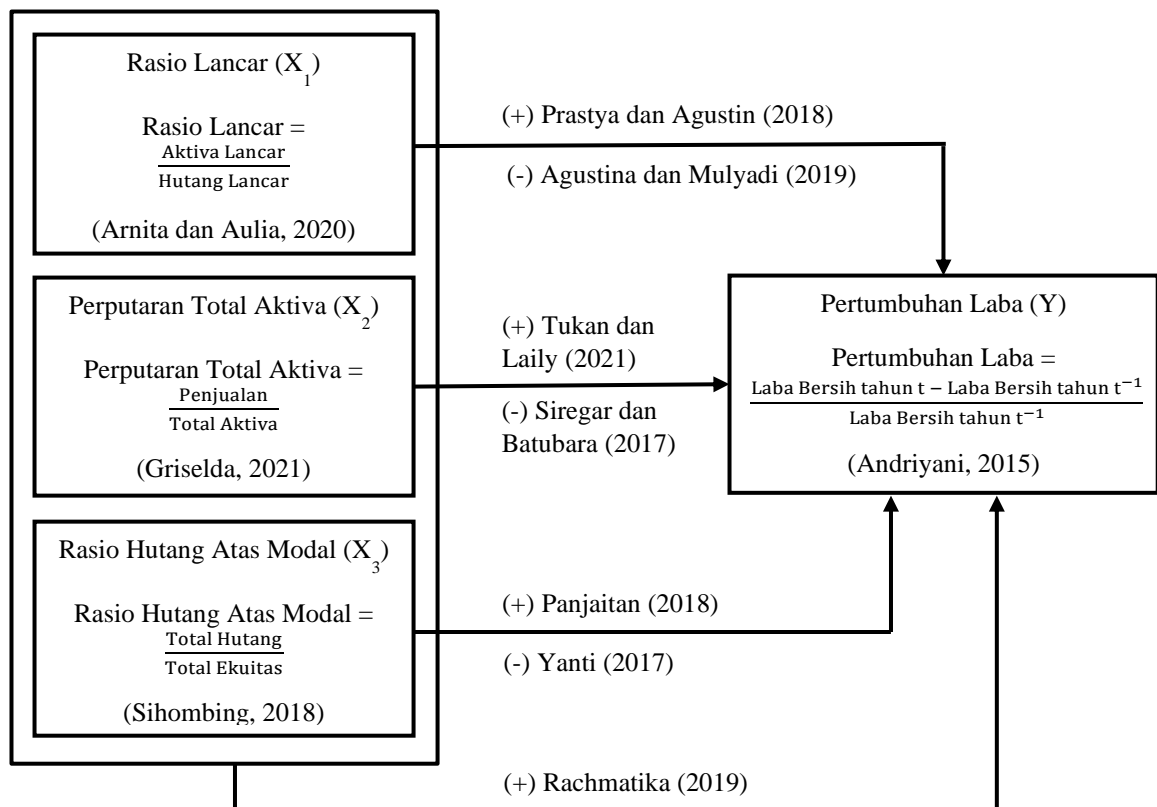 Rasio Lancar (X₁)
Rasio Lancar =
Aktiva Lancar
Hutang Lancar
(Arnita dan Aulia, 2020)
(+) Prastya dan Agustin (2018)
(-) Agustina dan Mulyadi (2019)
Perputaran Total Aktiva (X₂)
Perputaran Total Aktiva =
Penjualan
Total Aktiva
(Griselda, 2021)
(+) Tukan dan
Laily (2021)
(-) Siregar dan
Batubara (2017)
Pertumbuhan Laba (Y)
Pertumbuhan Laba =
Laba Bersih tahun t − Laba Bersih tahun t⁻¹
Laba Bersih tahun t⁻¹
(Andriyani, 2015)
Rasio Hutang Atas Modal (X₃)
Rasio Hutang Atas Modal =
Total Hutang
Total Ekuitas
(Sihombing, 2018)
(+) Panjaitan (2018)
(-) Yanti (2017)
(+) Rachmatika (2019)